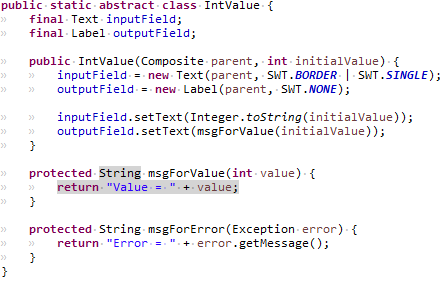 public static abstract class IntValue {
final Text inputField;
final Label outputField;
public IntValue(Composite parent, int initialValue) {
inputField = new Text(parent, SWT.BORDER | SWT.SINGLE);
outputField = new Label(parent, SWT.NONE);
inputField.setText(Integer.toString(initialValue));
outputField.setText(msgForValue(initialValue));
}
protected String msgForValue(int value) {
return "Value = " + value;
}
protected String msgForError(Exception error) {
return "Error = " + error.getMessage();
}
}